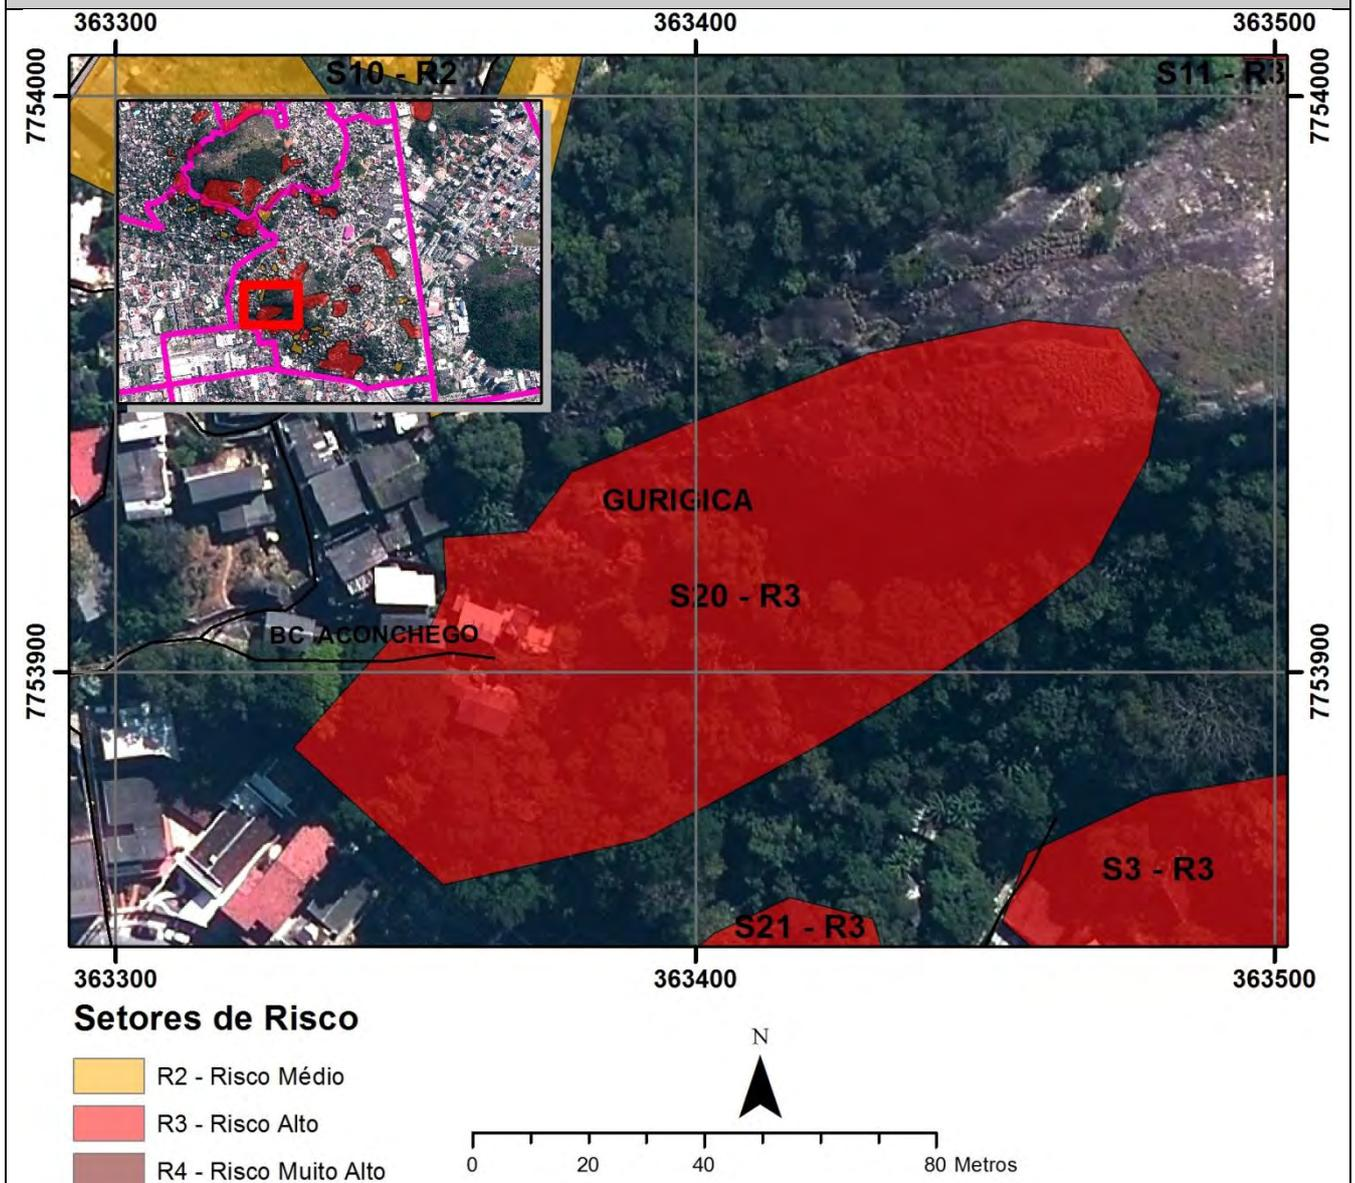 363300 363400 363500
7754000 7754000
S10 - R2 S11 - R3
GURIGICA
S20 - R3
BC ACONCHEGO
7753900 7753900
S3 - R3
S21 - R3
363300 363400 363500
Setores de Risco
N
R2 - Risco Médio
R3 - Risco Alto
R4 - Risco Muito Alto
0 20 40 80 Metros